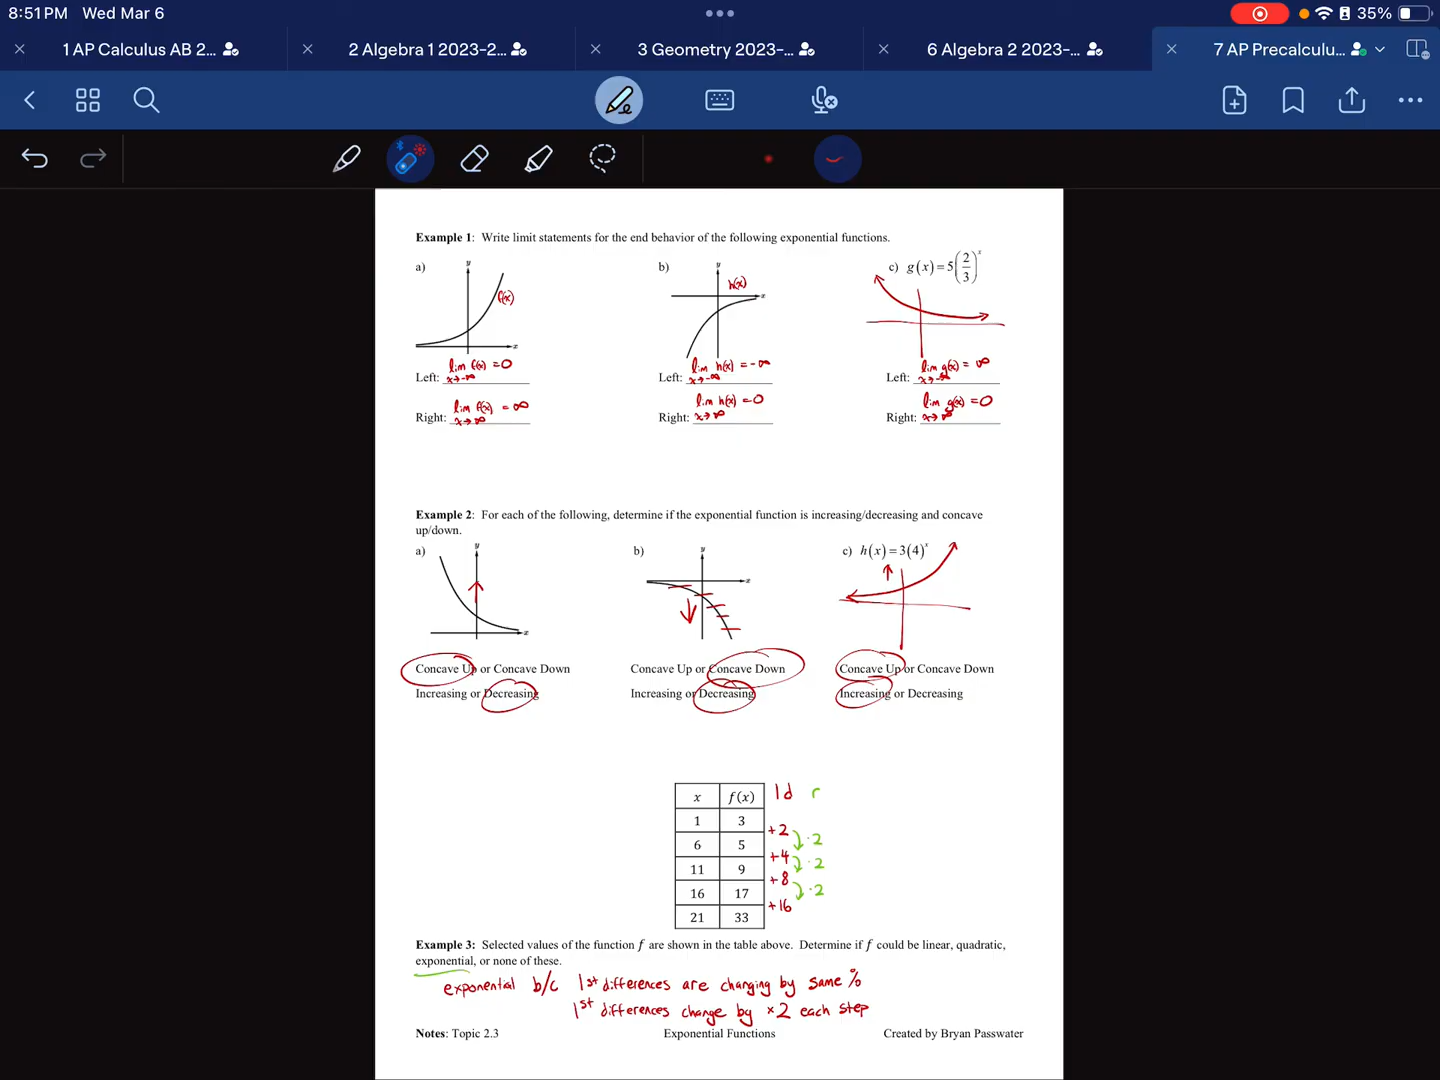 8:51 PM Wed Mar 6
35%
1 AP Calculus AB 2...
2 Algebra 1 2023-2...
3 Geometry 2023-...
6 Algebra 2 2023-...
7 AP Precalculu...
Example 1: Write limit statements for the end behavior of the following exponential functions.
a) b) c) g(x) = 5(2/3)^x
y y
f(x) h(x)
x x
lim f(x) = 0 lim h(x) = -∞ lim g(x) = ∞
Left: x→-∞ Left: x→-∞ Left: x→-∞
lim f(x) = ∞ lim h(x) = 0 lim g(x) = 0
Right: x→∞ Right: x→∞ Right: x→∞
Example 2: For each of the following, determine if the exponential function is increasing/decreasing and concave
up/down.
a) b) c) h(x) = 3(4)^x
y y
x x
Concave Up or Concave Down Concave Up or Concave Down Concave Up or Concave Down
Increasing or Decreasing Increasing or Decreasing Increasing or Decreasing
x f(x) 1d r
1 3
+2
6 5 ·2
+4
11 9 ·2
+8
16 17 ·2
+16
21 33
Example 3: Selected values of the function f are shown in the table above. Determine if f could be linear, quadratic,
exponential, or none of these.
exponential b/c 1st differences are changing by same %
1st differences change by ×2 each step
Notes: Topic 2.3 Exponential Functions Created by Bryan Passwater